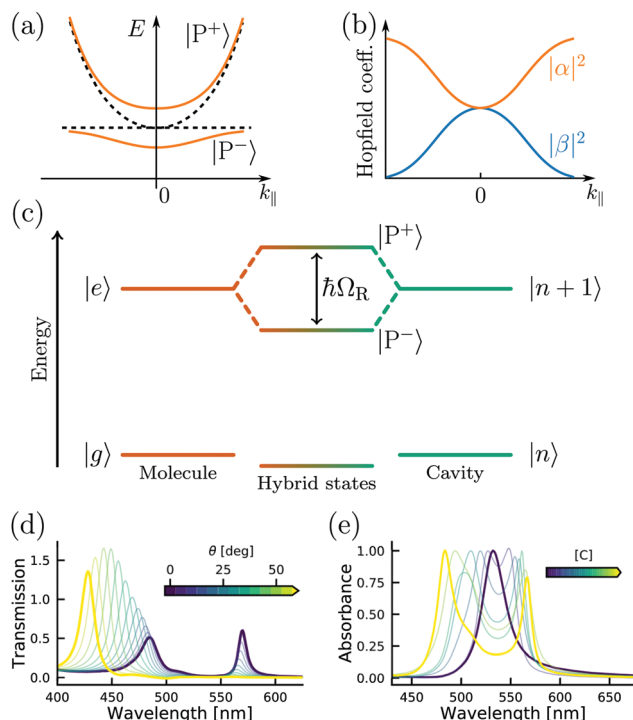 (a)
E
|P⁺⟩
|P⁻⟩
0
k∥
(b)
Hopfield coeff.
|α|²
|β|²
0
k∥
(c)
Energy
|P⁺⟩
|e⟩
ℏΩR
|n + 1⟩
|P⁻⟩
|g⟩
|n⟩
Molecule
Hybrid states
Cavity
(d)
Transmission
1.5
1.0
0.5
0.0
θ [deg]
0 25 50
400 450 500 550 600
Wavelength [nm]
(e)
Absorbance
1.00
0.75
0.50
0.25
0.00
[C]
450 500 550 600 650
Wavelength [nm]